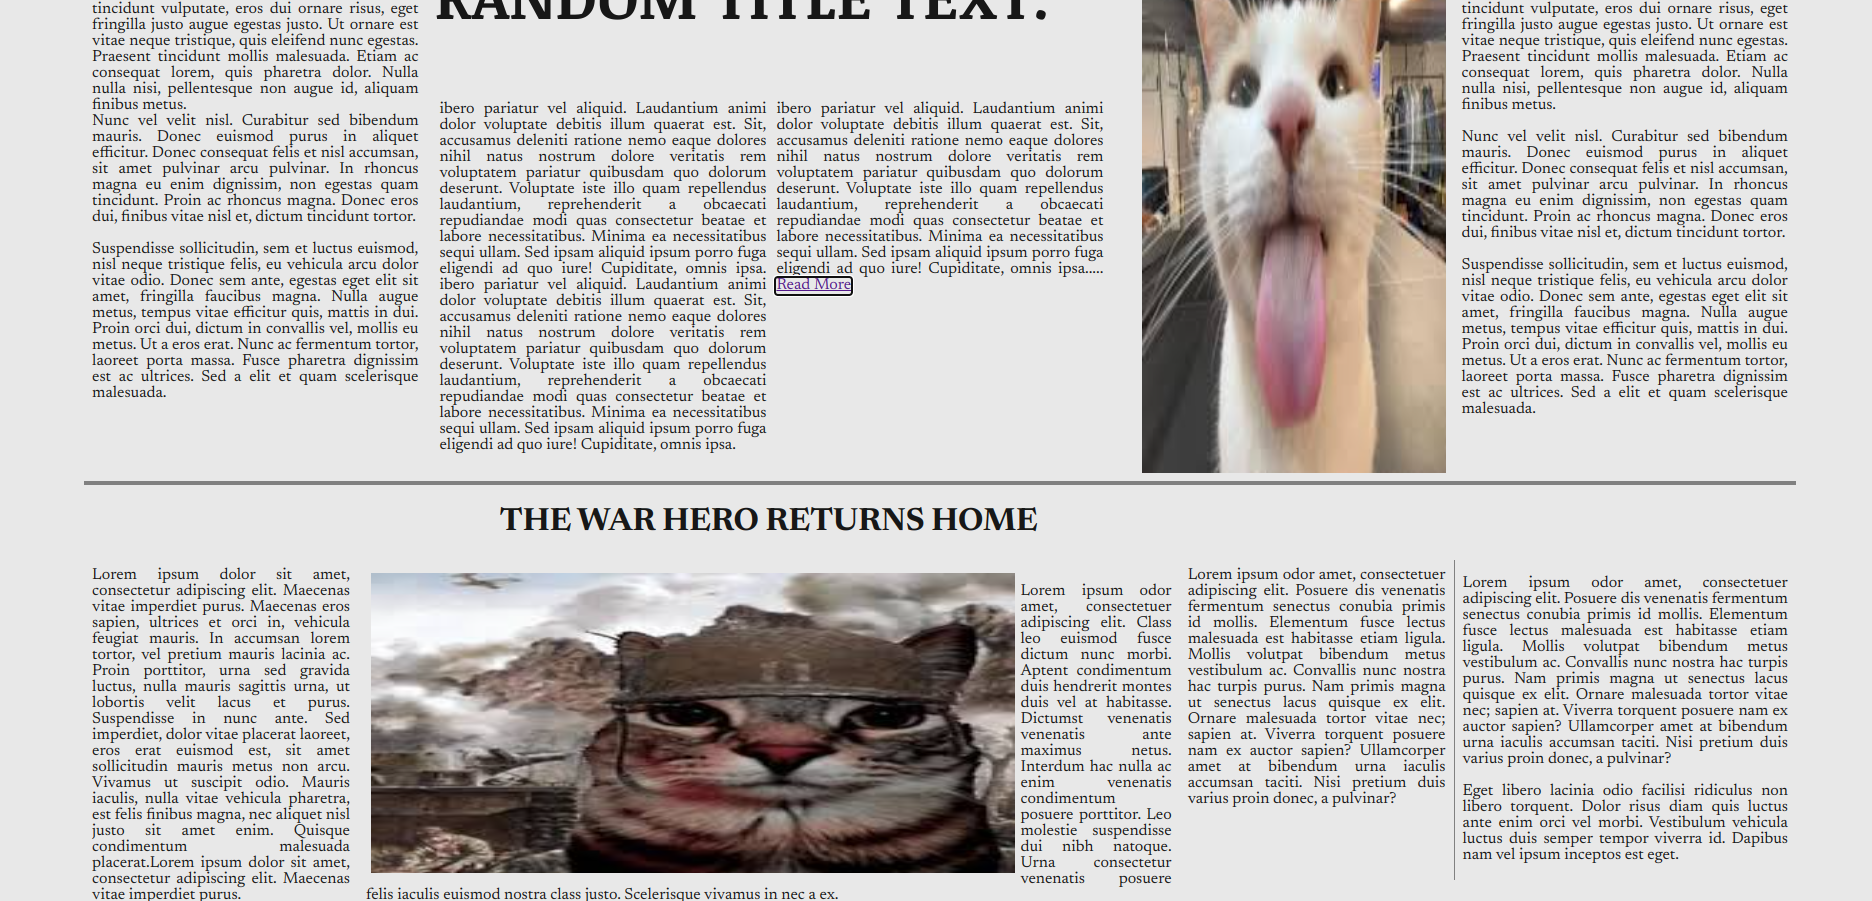 tincidunt vulputate, eros dui ornare risus, eget
fringilla justo augue egestas justo. Ut ornare est
vitae neque tristique, quis eleifend nunc egestas.
Praesent tincidunt mollis malesuada. Etiam ac
consequat lorem, quis pharetra dolor. Nulla
nulla nisi, pellentesque non augue id, aliquam
finibus metus.
Nunc vel velit nisl. Curabitur sed bibendum
mauris. Donec euismod purus in aliquet
efficitur. Donec consequat felis et nisl accumsan,
sit amet pulvinar arcu pulvinar. In rhoncus
magna eu enim dignissim, non egestas quam
tincidunt. Proin ac rhoncus magna. Donec eros
dui, finibus vitae nisl et, dictum tincidunt tortor.
Suspendisse sollicitudin, sem et luctus euismod,
nisl neque tristique felis, eu vehicula arcu dolor
vitae odio. Donec sem ante, egestas eget elit sit
amet, fringilla faucibus magna. Nulla augue
metus, tempus vitae efficitur quis, mattis in dui.
Proin orci dui, dictum in convallis vel, mollis eu
metus. Ut a eros erat. Nunc ac fermentum tortor,
laoreet porta massa. Fusce pharetra dignissim
est ac ultrices. Sed a elit et quam scelerisque
malesuada.
RANDOM TITLE TEXT.
ibero pariatur vel aliquid. Laudantium animi
dolor voluptate debitis illum quaerat est. Sit,
accusamus deleniti ratione nemo eaque dolores
nihil natus nostrum dolore veritatis rem
voluptatem pariatur quibusdam quo dolorum
deserunt. Voluptate iste illo quam repellendus
laudantium, reprehenderit a obcaecati
repudiandae modi quas consectetur beatae et
labore necessitatibus. Minima ea necessitatibus
sequi ullam. Sed ipsam aliquid ipsum porro fuga
eligendi ad quo iure! Cupiditate, omnis ipsa.
ibero pariatur vel aliquid. Laudantium animi
dolor voluptate debitis illum quaerat est. Sit,
accusamus deleniti ratione nemo eaque dolores
nihil natus nostrum dolore veritatis rem
voluptatem pariatur quibusdam quo dolorum
deserunt. Voluptate iste illo quam repellendus
laudantium, reprehenderit a obcaecati
repudiandae modi quas consectetur beatae et
labore necessitatibus. Minima ea necessitatibus
sequi ullam. Sed ipsam aliquid ipsum porro fuga
eligendi ad quo iure! Cupiditate, omnis ipsa.
ibero pariatur vel aliquid. Laudantium animi
dolor voluptate debitis illum quaerat est. Sit,
accusamus deleniti ratione nemo eaque dolores
nihil natus nostrum dolore veritatis rem
voluptatem pariatur quibusdam quo dolorum
deserunt. Voluptate iste illo quam repellendus
laudantium, reprehenderit a obcaecati
repudiandae modi quas consectetur beatae et
labore necessitatibus. Minima ea necessitatibus
sequi ullam. Sed ipsam aliquid ipsum porro fuga
eligendi ad quo iure! Cupiditate, omnis ipsa.....
Read More
tincidunt vulputate, eros dui ornare risus, eget
fringilla justo augue egestas justo. Ut ornare est
vitae neque tristique, quis eleifend nunc egestas.
Praesent tincidunt mollis malesuada. Etiam ac
consequat lorem, quis pharetra dolor. Nulla
nulla nisi, pellentesque non augue id, aliquam
finibus metus.
Nunc vel velit nisl. Curabitur sed bibendum
mauris. Donec euismod purus in aliquet
efficitur. Donec consequat felis et nisl accumsan,
sit amet pulvinar arcu pulvinar. In rhoncus
magna eu enim dignissim, non egestas quam
tincidunt. Proin ac rhoncus magna. Donec eros
dui, finibus vitae nisl et, dictum tincidunt tortor.
Suspendisse sollicitudin, sem et luctus euismod,
nisl neque tristique felis, eu vehicula arcu dolor
vitae odio. Donec sem ante, egestas eget elit sit
amet, fringilla faucibus magna. Nulla augue
metus, tempus vitae efficitur quis, mattis in dui.
Proin orci dui, dictum in convallis vel, mollis eu
metus. Ut a eros erat. Nunc ac fermentum tortor,
laoreet porta massa. Fusce pharetra dignissim
est ac ultrices. Sed a elit et quam scelerisque
malesuada.
THE WAR HERO RETURNS HOME
Lorem ipsum dolor sit amet,
consectetur adipiscing elit. Maecenas
vitae imperdiet purus. Maecenas eros
sapien, ultrices et orci in, vehicula
feugiat mauris. In accumsan lorem
tortor, vel pretium mauris lacinia ac.
Proin porttitor, urna sed gravida
luctus, nulla mauris sagittis urna, ut
lobortis velit lacus et purus.
Suspendisse in nunc ante. Sed
imperdiet, dolor vitae placerat laoreet,
eros erat euismod est, sit amet
sollicitudin mauris metus non arcu.
Vivamus ut suscipit odio. Mauris
iaculis, nulla vitae vehicula pharetra,
est felis finibus magna, nec aliquet nisl
justo sit amet enim. Quisque
condimentum malesuada
placerat.Lorem ipsum dolor sit amet,
consectetur adipiscing elit. Maecenas
vitae imperdiet purus.
Lorem ipsum odor
amet, consectetuer
adipiscing elit. Class
leo euismod fusce
dictum nunc morbi.
Aptent condimentum
duis hendrerit montes
duis vel at habitasse.
Dictumst venenatis
venenatis ante
maximus netus.
Interdum hac nulla ac
enim venenatis
condimentum
posuere porttitor. Leo
molestie suspendisse
dui nibh natoque.
Urna consectetur
venenatis posuere
felis iaculis euismod nostra class justo. Scelerisque vivamus in nec a ex.
Lorem ipsum odor amet, consectetuer
adipiscing elit. Posuere dis venenatis
fermentum senectus conubia primis
id mollis. Elementum fusce lectus
malesuada est habitasse etiam ligula.
Mollis volutpat bibendum metus
vestibulum ac. Convallis nunc nostra
hac turpis purus. Nam primis magna
ut senectus lacus quisque ex elit.
Ornare malesuada tortor vitae nec;
sapien at. Viverra torquent posuere
nam ex auctor sapien? Ullamcorper
amet at bibendum urna iaculis
accumsan taciti. Nisi pretium duis
varius proin donec, a pulvinar?
Lorem ipsum odor amet, consectetuer
adipiscing elit. Posuere dis venenatis fermentum
senectus conubia primis id mollis. Elementum
fusce lectus malesuada est habitasse etiam
ligula. Mollis volutpat bibendum metus
vestibulum ac. Convallis nunc nostra hac turpis
purus. Nam primis magna ut senectus lacus
quisque ex elit. Ornare malesuada tortor vitae
nec; sapien at. Viverra torquent posuere nam ex
auctor sapien? Ullamcorper amet at bibendum
urna iaculis accumsan taciti. Nisi pretium duis
varius proin donec, a pulvinar?
Eget libero lacinia odio facilisi ridiculus non
libero torquent. Dolor risus diam quis luctus
ante enim orci vel morbi. Vestibulum vehicula
luctus duis semper tempor viverra id. Dapibus
nam vel ipsum inceptos est eget.